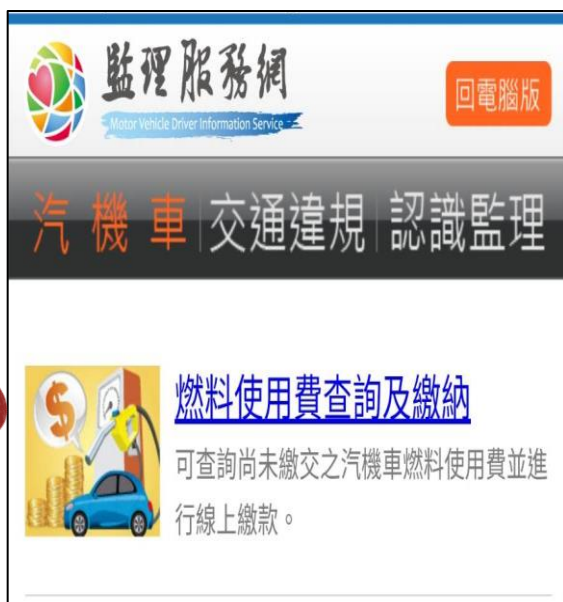 監理服務網
Motor Vehicle Driver Information Service
回電腦版
汽機車 交通違規 認識監理
$
燃料使用費查詢及繳納
可查詢尚未繳交之汽機車燃料使用費並進
行線上繳款。